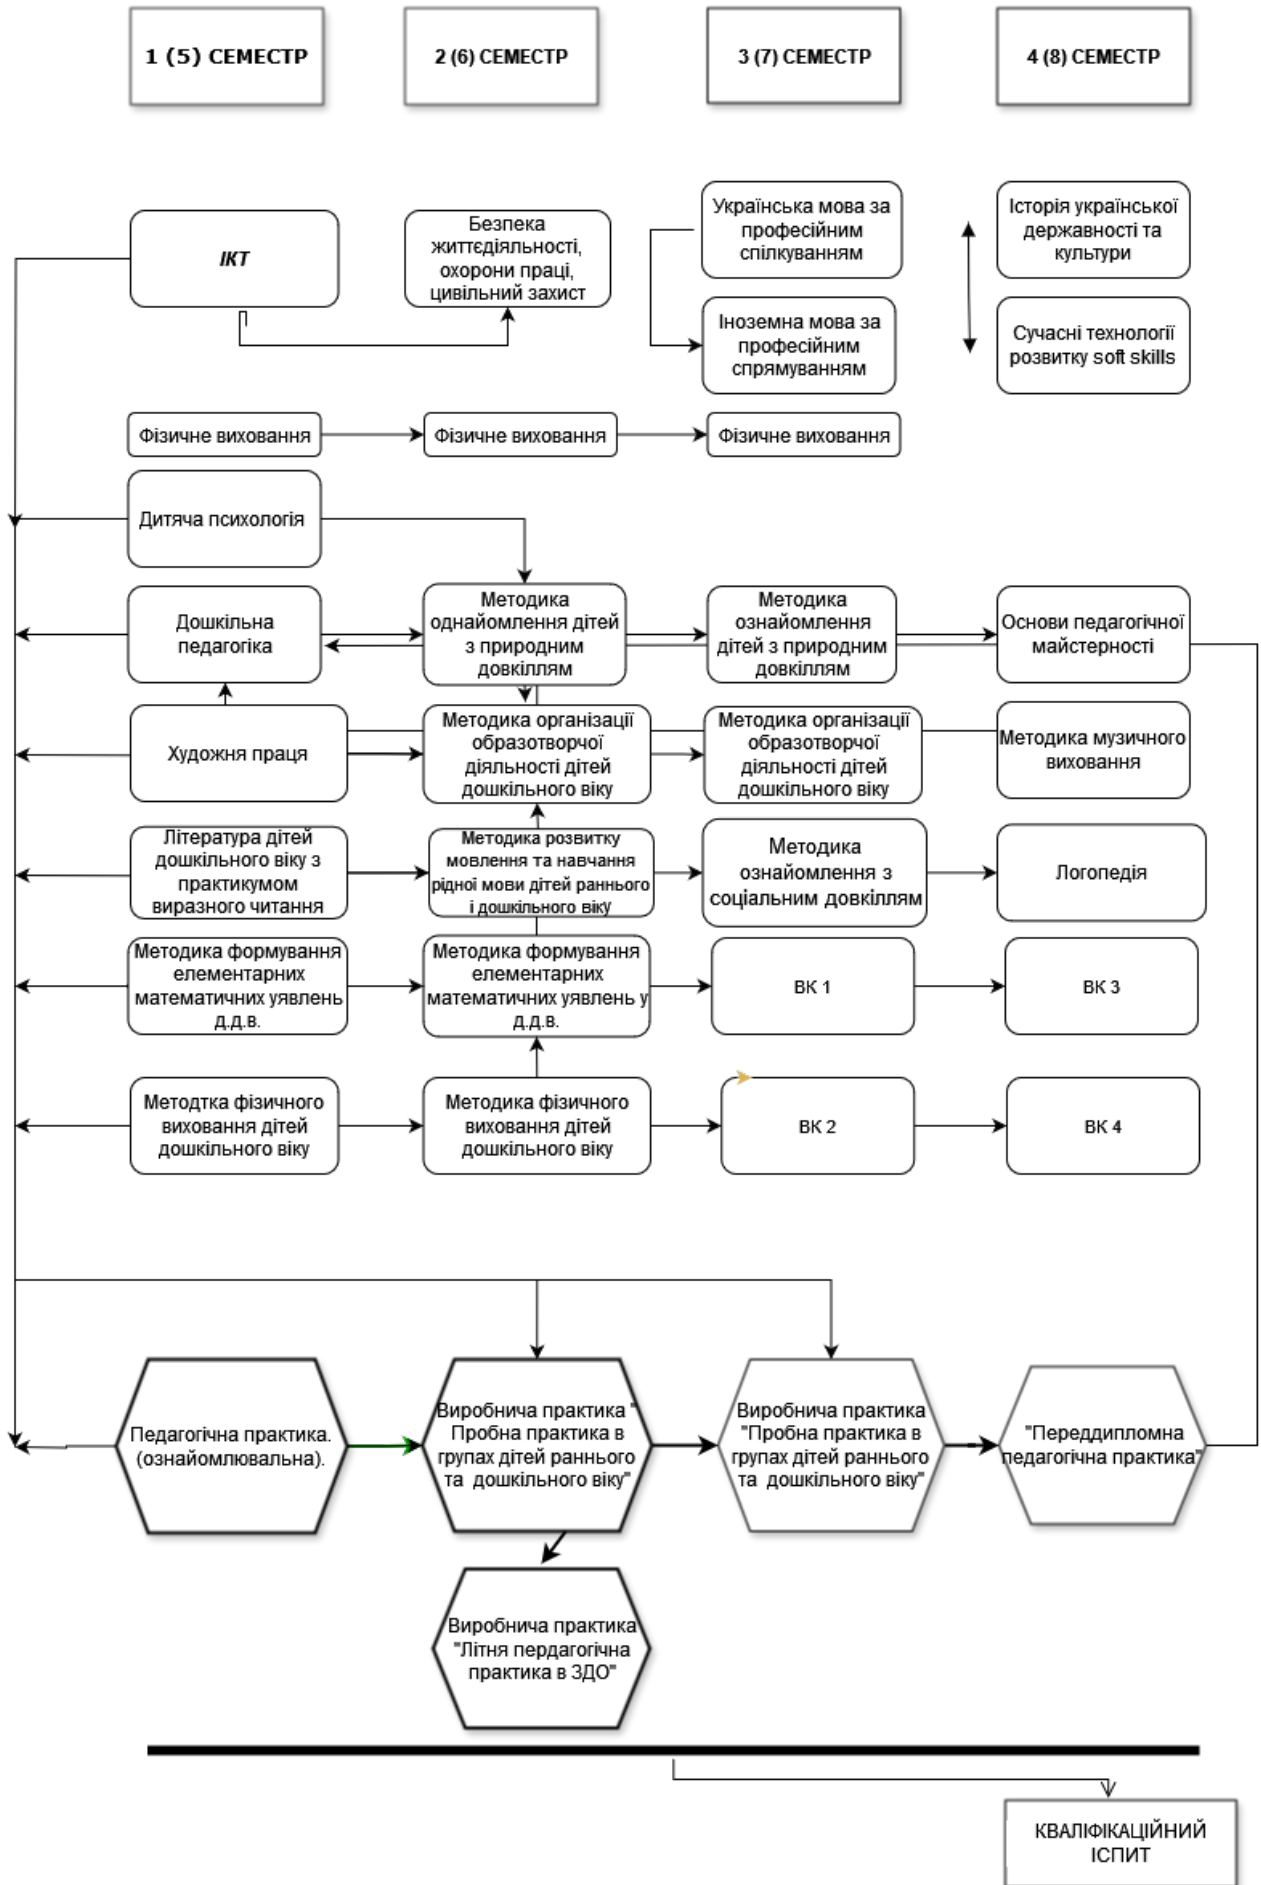 1 (5) СЕМЕСТР
2 (6) СЕМЕСТР
3 (7) СЕМЕСТР
4 (8) СЕМЕСТР
ІКТ
Безпека
життєдіяльності,
охорони праці,
цивільний захист
Українська мова за
професійним
спілкуванням
Історія української
державності та
культури
Іноземна мова за
професійним
спрямуванням
Сучасні технології
розвитку soft skills
Фізичне виховання
Фізичне виховання
Фізичне виховання
Дитяча психологія
Дошкільна
педагогіка
Методика
однайомлення дітей
з природним
довкіллям
Методика
ознайомлення
дітей з природним
довкіллям
Основи педагогічної
майстерності
Художня праця
Методика організації
образотворчої
діяльності дітей
дошкільного віку
Методика організації
образотворчої
діяльності дітей
дошкільного віку
Методика музичного
виховання
Література дітей
дошкільного віку з
практикумом
виразного читання
Методика розвитку
мовлення та навчання
рідної мови дітей раннього
і дошкільного віку
Методика
ознайомлення з
соціальним довкіллям
Логопедія
Методика формування
елементарних
математичних уявлень
д.д.в.
Методика формування
елементарних
математичних уявлень у
д.д.в.
ВК 1
ВК 3
Методтка фізичного
виховання дітей
дошкільного віку
Методика фізичного
виховання дітей
дошкільного віку
ВК 2
ВК 4
Педагогічна практика.
(ознайомлювальна).
Виробнича практика "
Пробна практика в
групах дітей раннього
та дошкільного віку"
Виробнича практика
"Пробна практика в
групах дітей раннього
та дошкільного віку"
"Переддипломна
педагогічна практика"
Виробнича практика
"Літня пердагогічна
практика в ЗДО"
КВАЛІФІКАЦІЙНИЙ
ІСПИТ